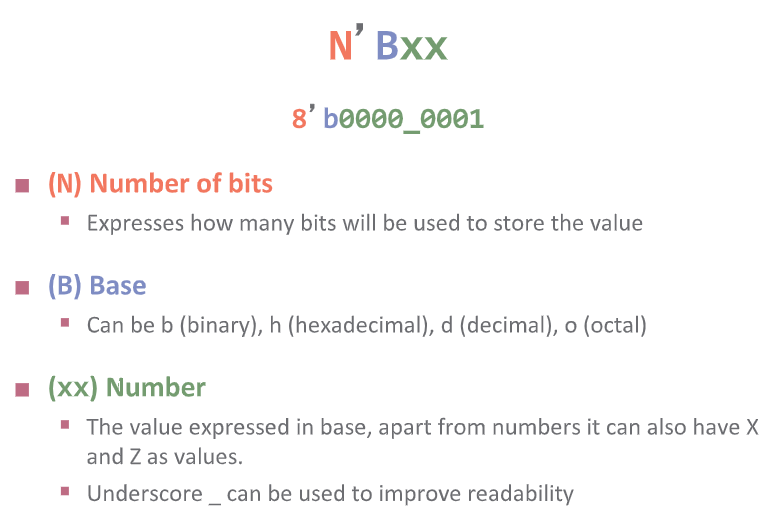 N’Bxx
8’b0000_0001
(N) Number of bits
Expresses how many bits will be used to store the value
(B) Base
Can be b (binary), h (hexadecimal), d (decimal), o (octal)
(xx) Number
The value expressed in base, apart from numbers it can also have X
and Z as values.
Underscore _ can be used to improve readability